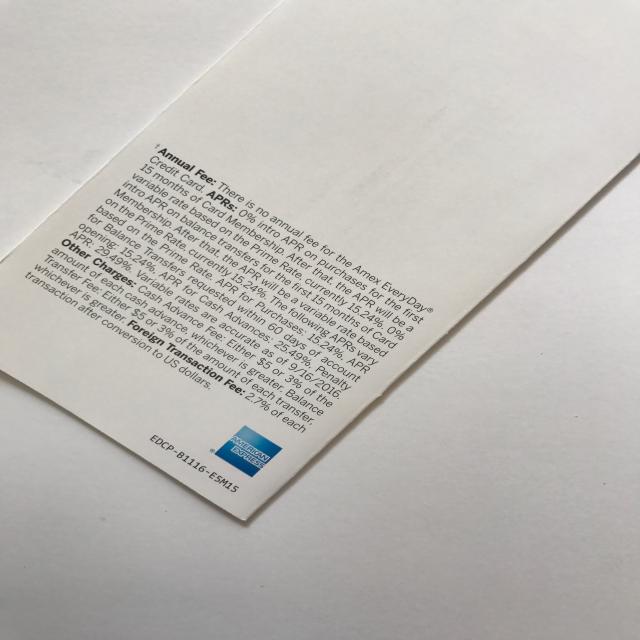 ¹ Annual Fee: There is no annual fee for the Amex EveryDay®
Credit Card. APRs: 0% intro APR on purchases for the first
15 months of Card Membership. After that, the APR will be a
variable rate based on the Prime Rate, currently 15.24%. 0%
intro APR on balance transfers for the first 15 months of Card
Membership. After that, the APR will be a variable rate based
on the Prime Rate, currently 15.24%. The following APRs vary
based on the Prime Rate. APR for Purchases: 15.24%. APR
for Balance Transfers requested within 60 days of account
opening: 15.24%. APR for Cash Advances: 25.49%. Penalty
APR: 29.49%. Variable rates are accurate as of 9/16/2016.
Other Charges: Cash Advance Fee: Either $5 or 3% of the
amount of each cash advance, whichever is greater. Balance
Transfer Fee: Either $5 or 3% of the amount of each transfer,
whichever is greater. Foreign Transaction Fee: 2.7% of each
transaction after conversion to US dollars.
AMERICAN
EXPRESS
®
EDCP-B1116-ESM15